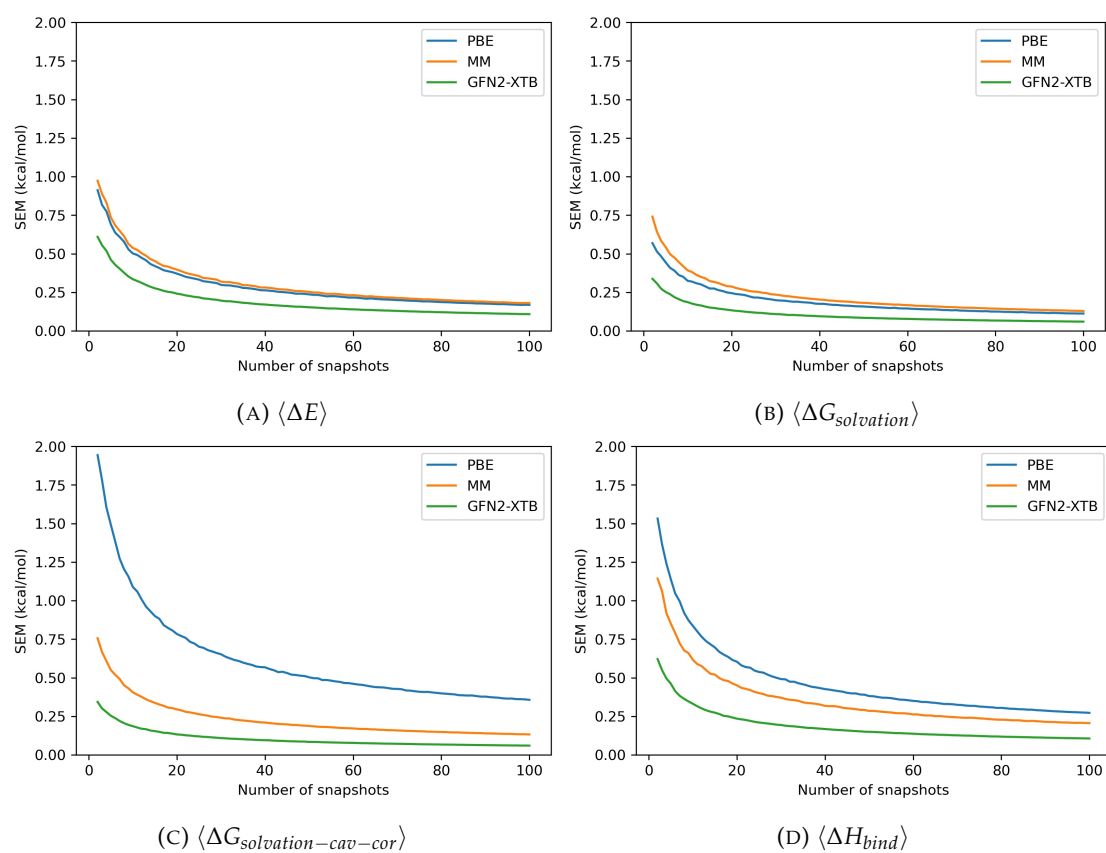 2.00
1.75
1.50
1.25
1.00
0.75
0.50
0.25
0.00
SEM (kcal/mol)
0 20 40 60 80 100
Number of snapshots
PBE
MM
GFN2-XTB
(A) ⟨ΔE⟩
2.00
1.75
1.50
1.25
1.00
0.75
0.50
0.25
0.00
SEM (kcal/mol)
0 20 40 60 80 100
Number of snapshots
PBE
MM
GFN2-XTB
(B) ⟨ΔG_solvation⟩
2.00
1.75
1.50
1.25
1.00
0.75
0.50
0.25
0.00
SEM (kcal/mol)
0 20 40 60 80 100
Number of snapshots
PBE
MM
GFN2-XTB
(C) ⟨ΔG_solvation−cav−cor⟩
2.00
1.75
1.50
1.25
1.00
0.75
0.50
0.25
0.00
SEM (kcal/mol)
0 20 40 60 80 100
Number of snapshots
PBE
MM
GFN2-XTB
(D) ⟨ΔH_bind⟩